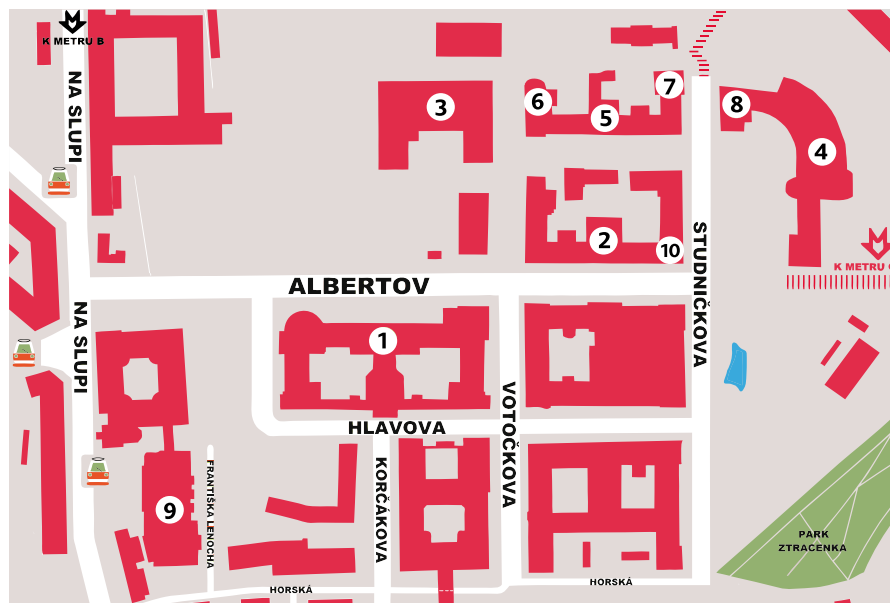 K METRU B
NA SLUPI
3
6
5
7
8
4
2
10
STUDNIČKOVA
K METRU
ALBERTOV
NA SLUPI
1
VOTOČKOVA
HLAVOVA
KORČÁKOVA
FRANTIŠKA LENOCHA
9
PARK
ZTRACENKA
HORSKÁ
HORSKÁ